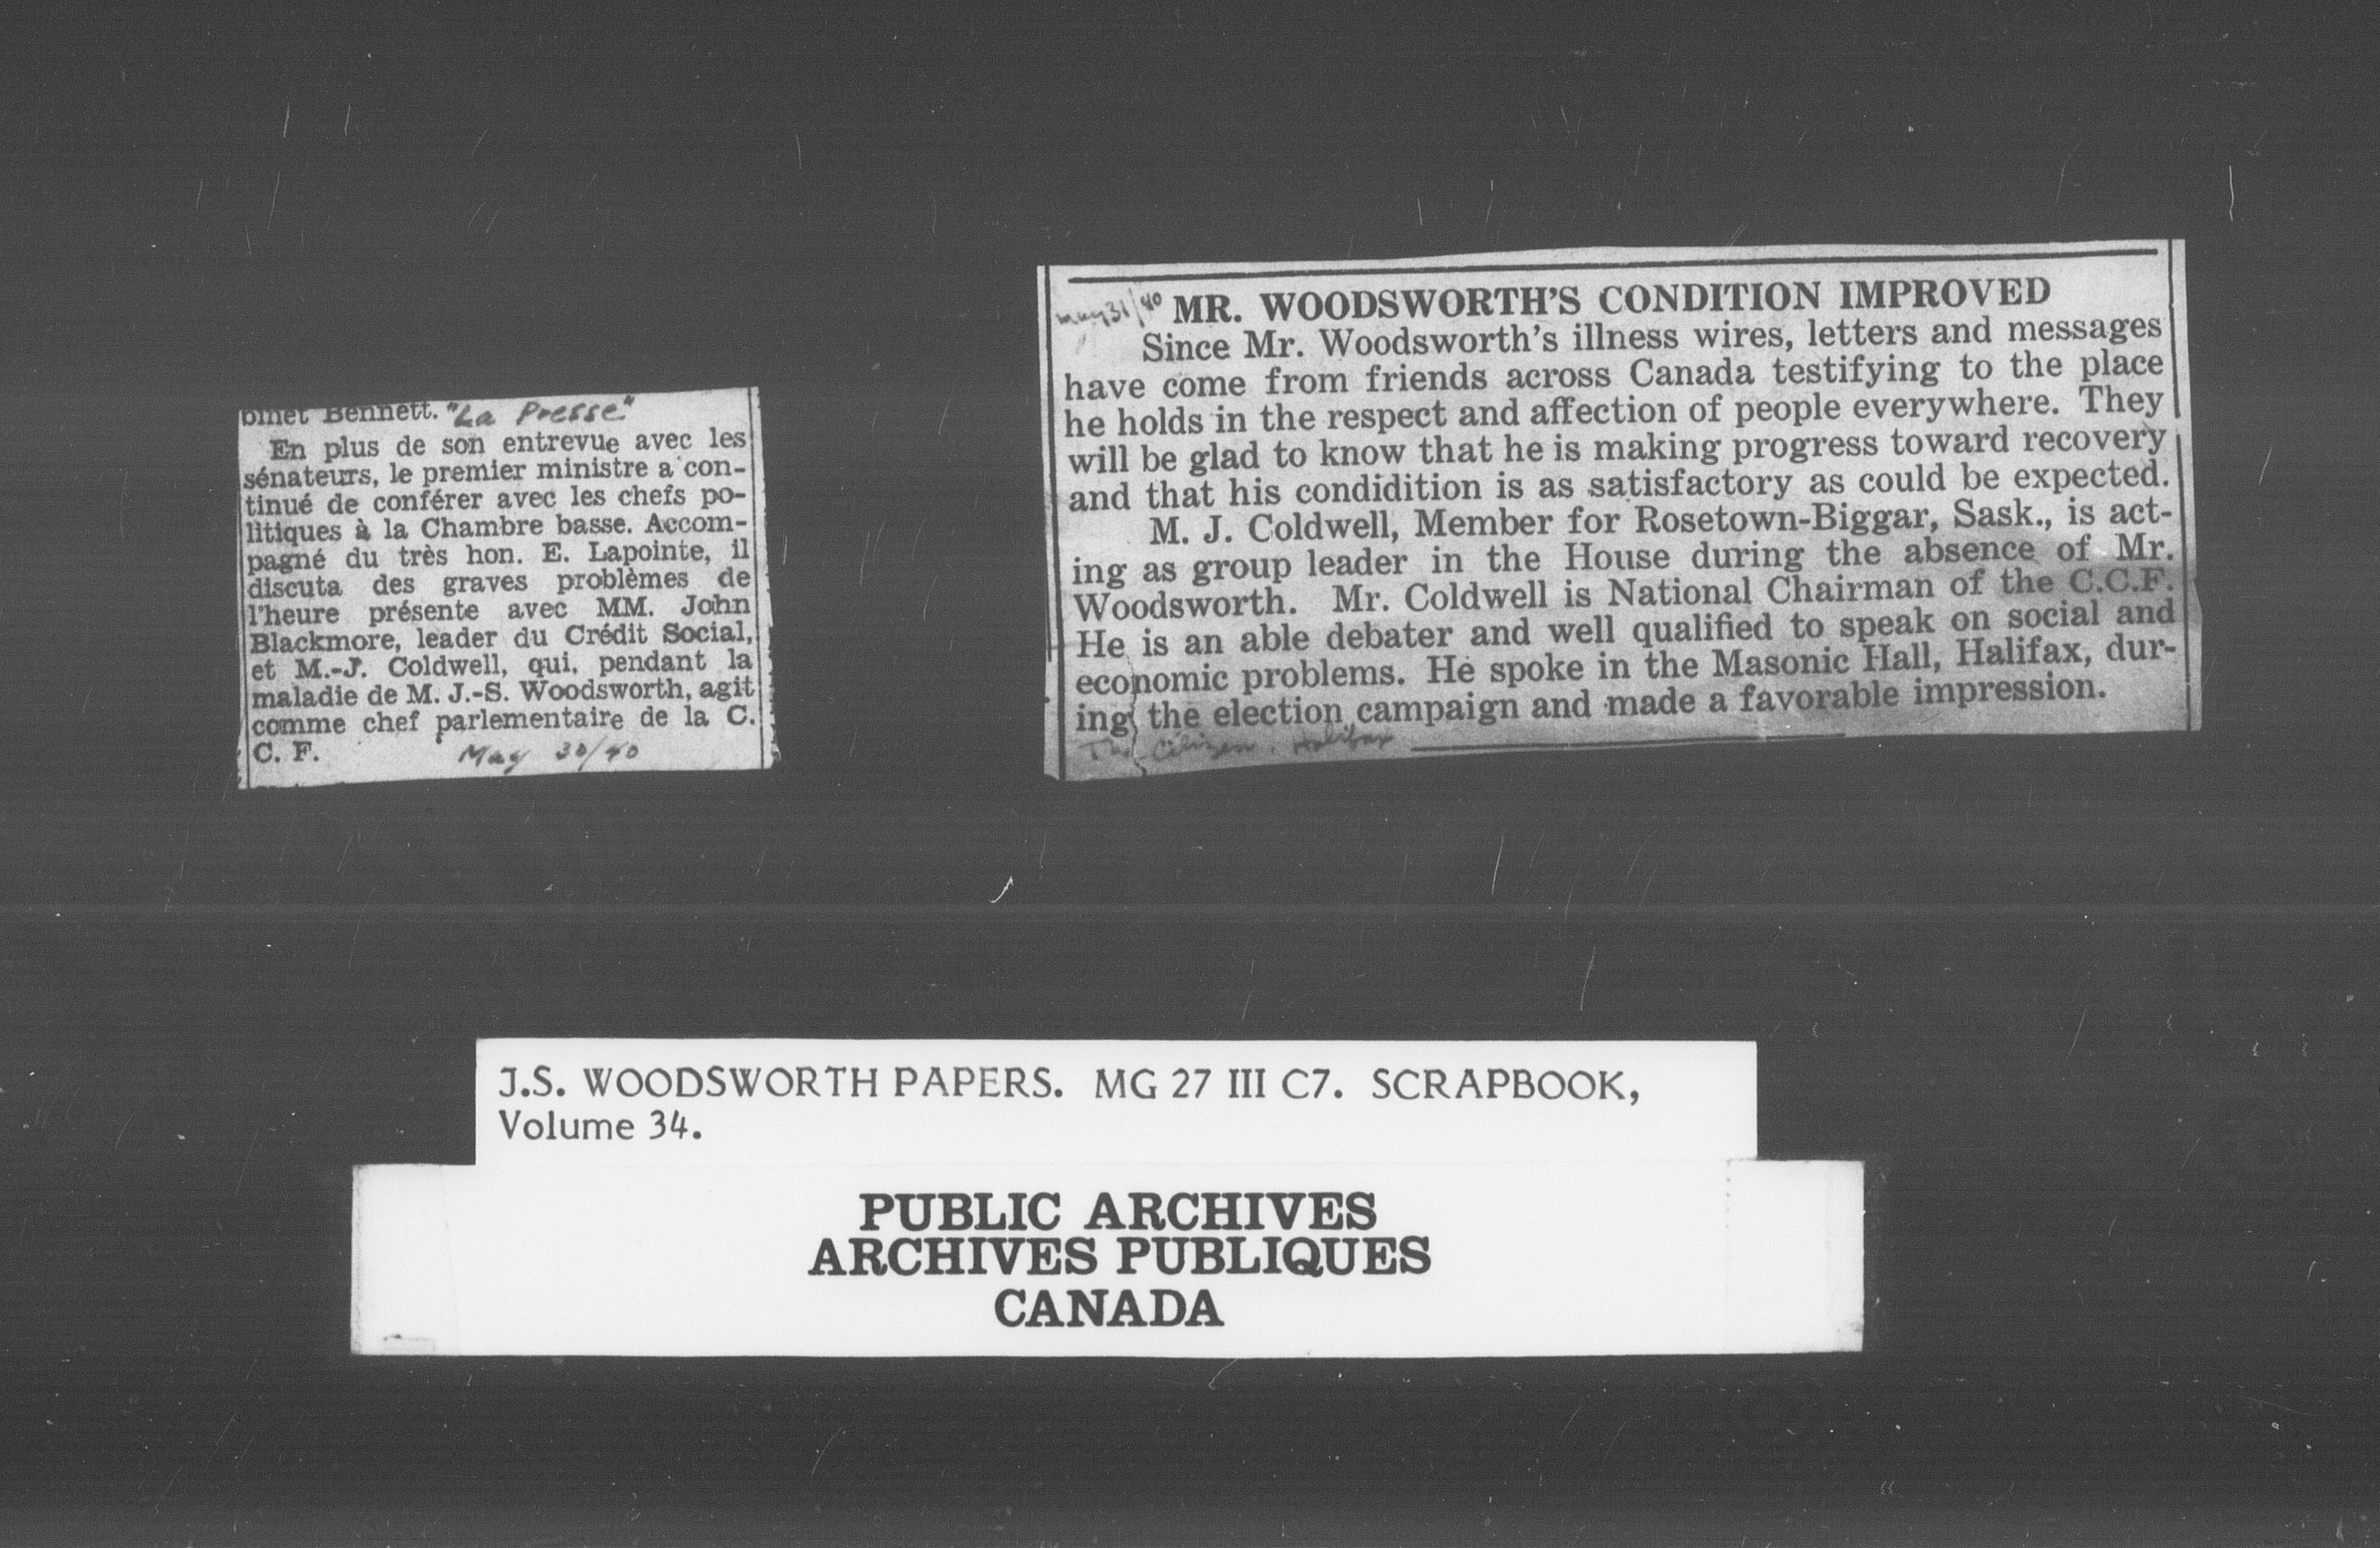 binet Bennett. "La Presse"
En plus de son entrevue avec les
sénateurs, le premier ministre a con-
tinué de conférer avec les chefs po-
litiques à la Chambre basse. Accom-
pagné du très hon. E. Lapointe, il
discuta des graves problèmes de
l'heure présente avec MM. John
Blackmore, leader du Crédit Social,
et M.-J. Coldwell, qui, pendant la
maladie de M. J.-S. Woodsworth, agit
comme chef parlementaire de la C.
C. F. May 30/40
May 31/40 MR. WOODSWORTH'S CONDITION IMPROVED
Since Mr. Woodsworth's illness wires, letters and messages
have come from friends across Canada testifying to the place
he holds in the respect and affection of people everywhere. They
will be glad to know that he is making progress toward recovery
and that his condidition is as satisfactory as could be expected.
M. J. Coldwell, Member for Rosetown-Biggar, Sask., is act-
ing as group leader in the House during the absence of Mr.
Woodsworth. Mr. Coldwell is National Chairman of the C.C.F.
He is an able debater and well qualified to speak on social and
economic problems. He spoke in the Masonic Hall, Halifax, dur-
ing the election campaign and made a favorable impression.
The Citizen, Halifax
J.S. WOODSWORTH PAPERS. MG 27 III C7. SCRAPBOOK,
Volume 34.
PUBLIC ARCHIVES
ARCHIVES PUBLIQUES
CANADA